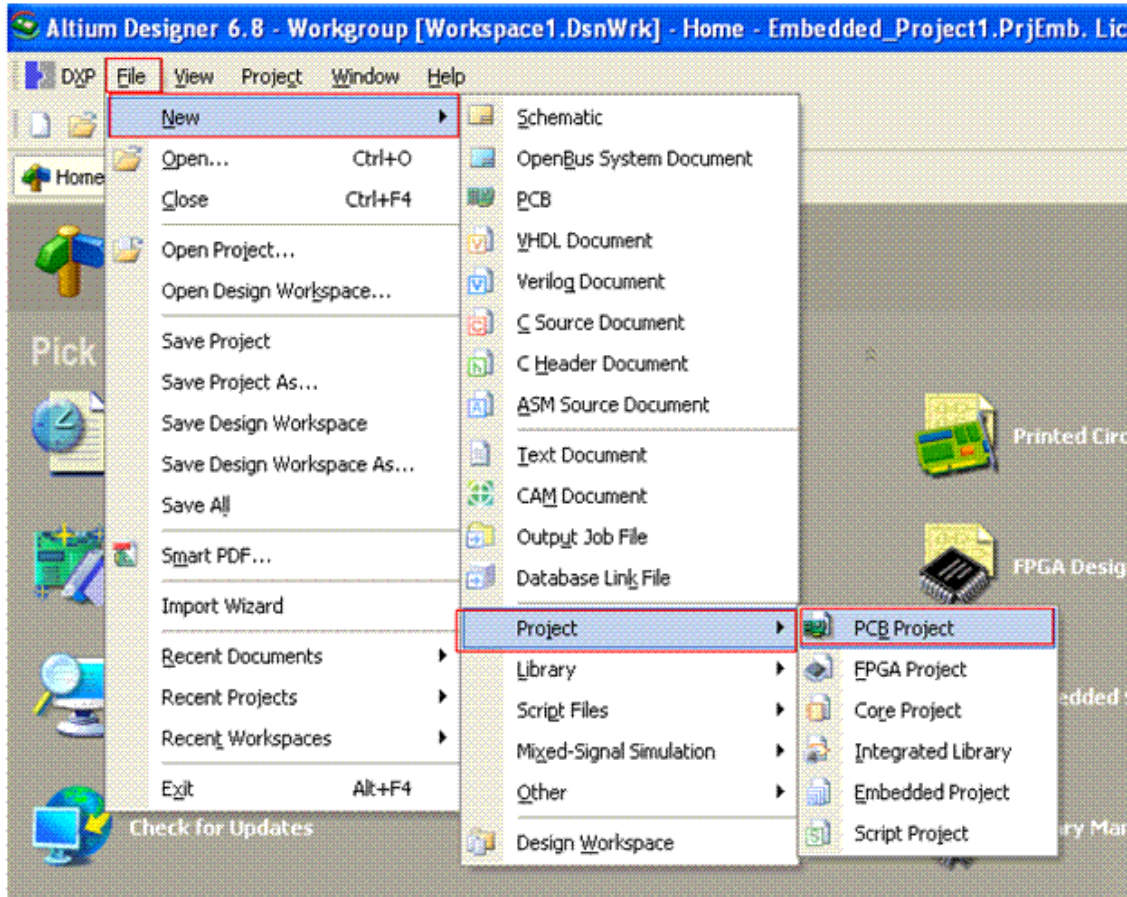 Altium Designer 6.8 - Workgroup [Workspace1.DsnWrk] - Home - Embedded_Project1.PrjEmb. Lic
DXP File View Project Window Help
Home
Pick
New
Open... Ctrl+O
Close Ctrl+F4
Open Project...
Open Design Workspace...
Save Project
Save Project As...
Save Design Workspace
Save Design Workspace As...
Save All
Smart PDF...
Import Wizard
Recent Documents
Recent Projects
Recent Workspaces
Exit Alt+F4
Check for Updates
Schematic
OpenBus System Document
PCB
VHDL Document
Verilog Document
C Source Document
C Header Document
ASM Source Document
Text Document
CAM Document
Output Job File
Database Link File
Project
Library
Script Files
Mixed-Signal Simulation
Other
Design Workspace
PCB Project
FPGA Project
Core Project
Integrated Library
Embedded Project
Script Project
Printed Circ
FPGA Desig
edded
ry Mar